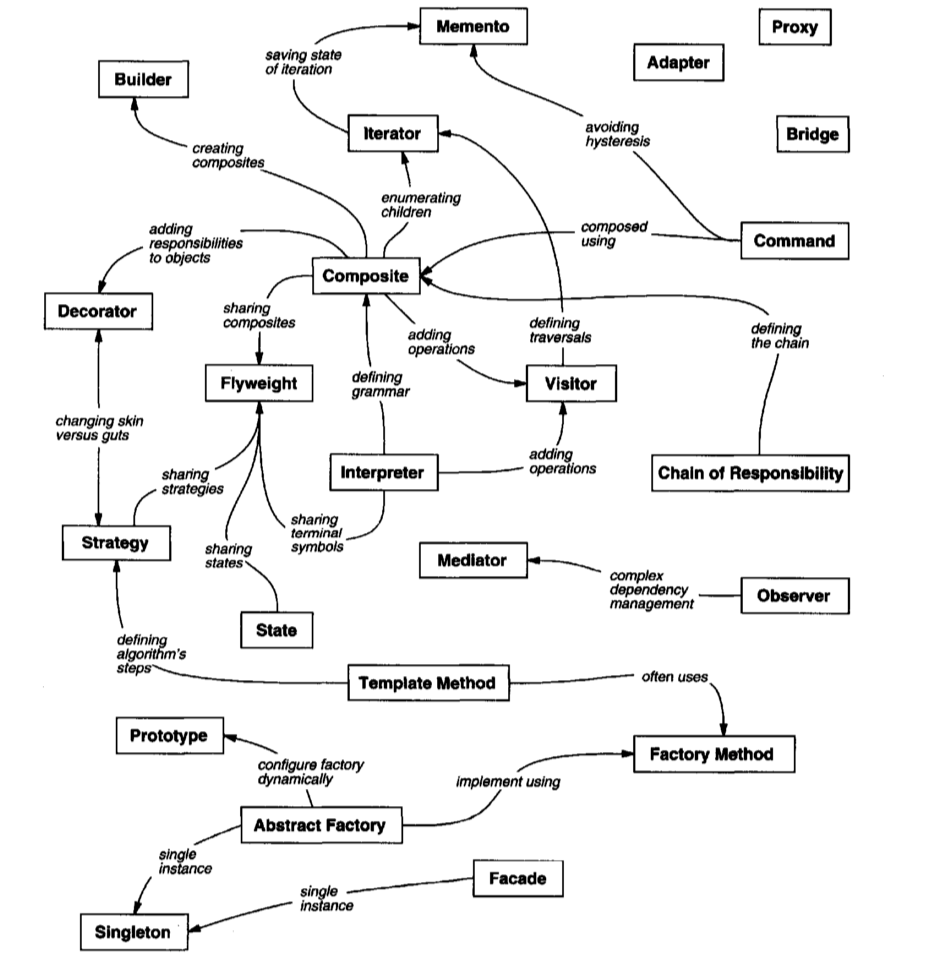 Memento
Proxy
saving state
of iteration
Adapter
Builder
Iterator
avoiding
hysteresis
Bridge
creating
composites
enumerating
children
adding
responsibilities
to objects
composed
using
Command
Composite
Decorator
sharing
composites
adding
operations
defining
traversals
defining
the chain
Flyweight
defining
grammar
Visitor
changing skin
versus guts
sharing
strategies
Interpreter
adding
operations
Chain of Responsibility
Strategy
sharing
states
sharing
terminal
symbols
Mediator
complex
dependency
management
Observer
State
defining
algorithm's
steps
Template Method
often uses
Prototype
Factory Method
configure factory
dynamically
implement using
Abstract Factory
single
instance
Facade
single
instance
Singleton